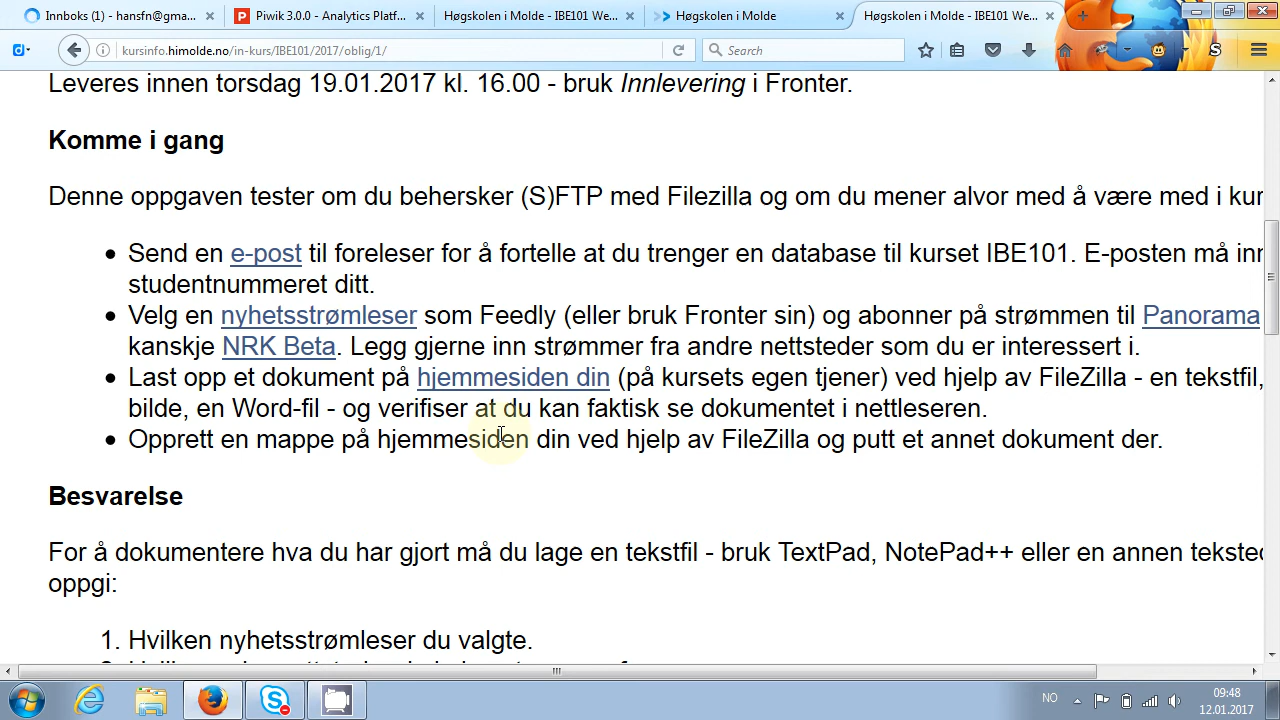 Innboks (1) - hansfn@gma...
Piwik 3.0.0 - Analytics Platf...
Høgskolen i Molde - IBE101 We...
Høgskolen i Molde
Høgskolen i Molde - IBE101 We...
kursinfo.himolde.no/in-kurs/IBE101/2017/oblig/1/
Search
Leveres innen torsdag 19.01.2017 kl. 16.00 - bruk Innlevering i Fronter.
Komme i gang
Denne oppgaven tester om du behersker (S)FTP med Filezilla og om du mener alvor med å være med i kur
Send en e-post til foreleser for å fortelle at du trenger en database til kurset IBE101. E-posten må inn
studentnummeret ditt.
Velg en nyhetsstrømleser som Feedly (eller bruk Fronter sin) og abonner på strømmen til Panorama
kanskje NRK Beta. Legg gjerne inn strømmer fra andre nettsteder som du er interessert i.
Last opp et dokument på hjemmesiden din (på kursets egen tjener) ved hjelp av FileZilla - en tekstfil,
bilde, en Word-fil - og verifiser at du kan faktisk se dokumentet i nettleseren.
Opprett en mappe på hjemmesiden din ved hjelp av FileZilla og putt et annet dokument der.
Besvarelse
For å dokumentere hva du har gjort må du lage en tekstfil - bruk TextPad, NotePad++ eller en annen teksted
oppgi:
1. Hvilken nyhetsstrømleser du valgte.
NO
09:48
12.01.2017